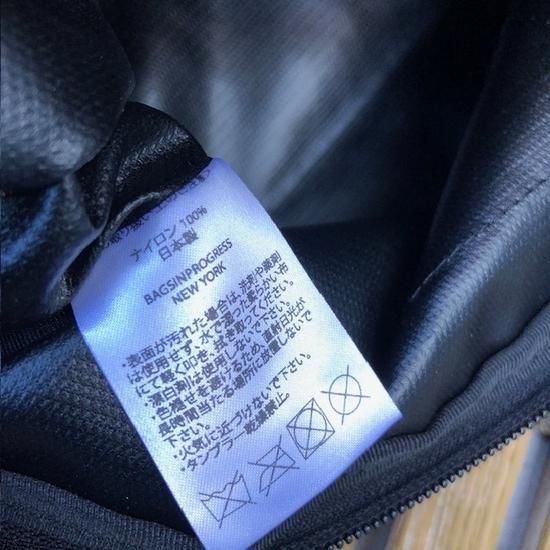 ナイロン 100%
日本製
BAGSINPROGRESS
NEW YORK
・表面が汚れた場合は、洗剤や薬剤
は使用せず、水で湿った柔らかい布
にて軽く叩き、拭き取ってください。
・漂白剤は使用しないで下さい。
・色褪せを避ける為、直射日光が
長時間当たる場所に放置しないで
下さい。
・火気に近づけないで下さい。
・タンブラー乾燥禁止